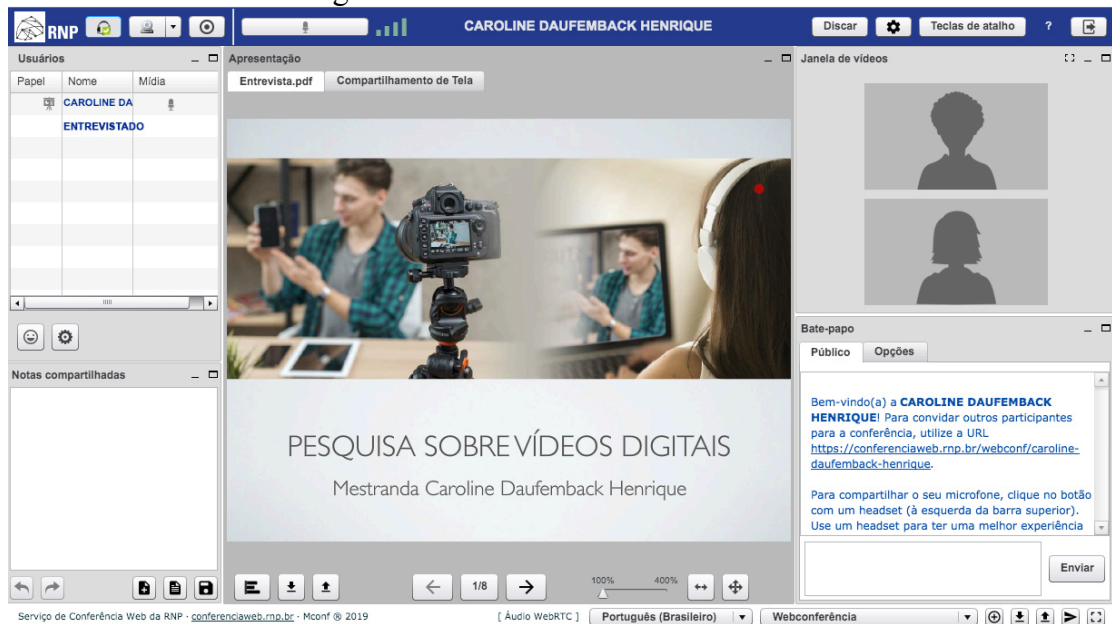 RNP
CAROLINE DAUFEMBACK HENRIQUE
Discar
Teclas de atalho
?
Usuários
Papel Nome Mídia
CAROLINE DA
ENTREVISTADO
Notas compartilhadas
Apresentação
Entrevista.pdf Compartilhamento de Tela
PESQUISA SOBRE VÍDEOS DIGITAIS
Mestranda Caroline Daufemback Henrique
1/8
100% 400%
Janela de vídeos
Bate-papo
Público Opções
Bem-vindo(a) a CAROLINE DAUFEMBACK
HENRIQUE! Para convidar outros participantes
para a conferência, utilize a URL
https://conferenciaweb.rnp.br/webconf/caroline-
daufemback-henrique.
Para compartilhar o seu microfone, clique no botão
com um headset (à esquerda da barra superior).
Use um headset para ter uma melhor experiência
Enviar
Serviço de Conferência Web da RNP · conferenciaweb.rnp.br · Mconf ® 2019
[ Áudio WebRTC ]
Português (Brasileiro)
Webconferência